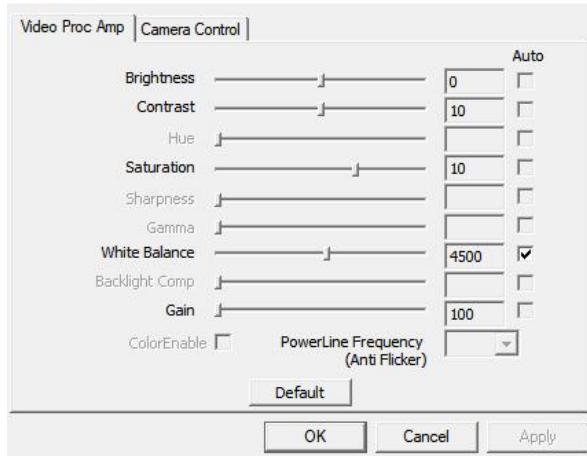 Video Proc Amp Camera Control
Auto
Brightness 0
Contrast 10
Hue
Saturation 10
Sharpness
Gamma
White Balance 4500
Backlight Comp
Gain 100
ColorEnable PowerLine Frequency
(Anti Flicker)
Default
OK Cancel Apply